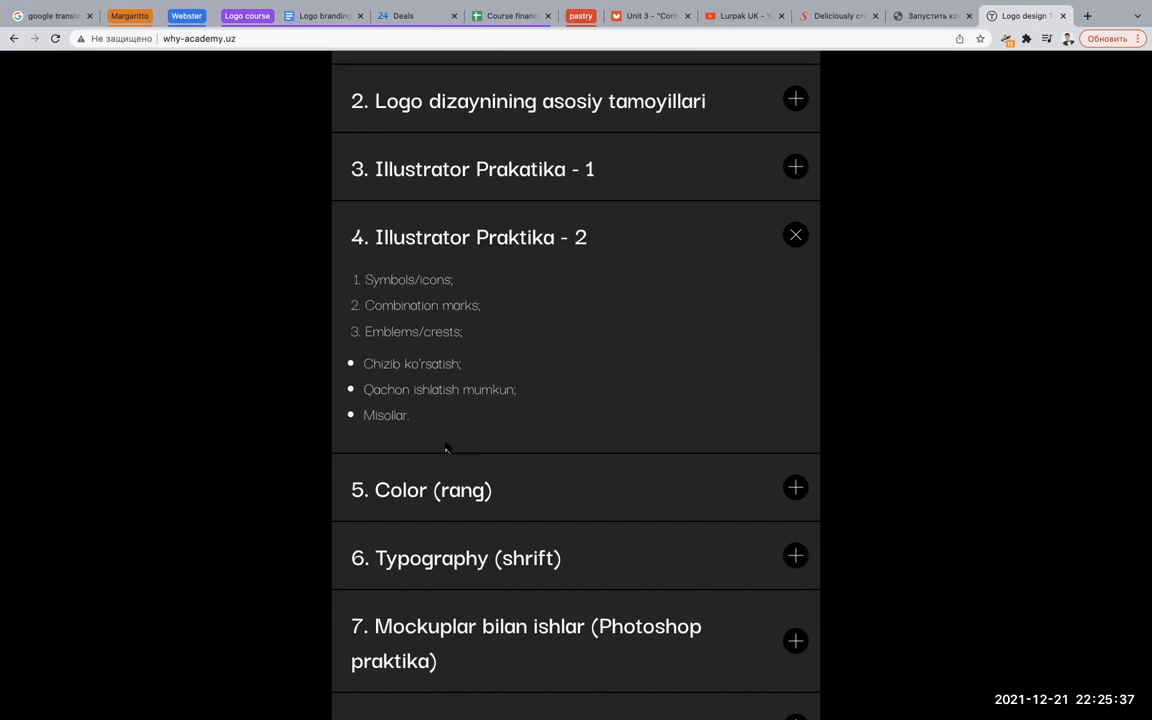 google transla
Margaritto
Webster
Logo course
Logo branding
24 Deals
Course financ
pastry
Unit 3 - "Cont
Lurpak UK - Y
Deliciously cre
Запустить ко
Logo design 1
Не защищено | why-academy.uz
Обновить
2. Logo dizaynining asosiy tamoyillari
3. Illustrator Prakatika - 1
4. Illustrator Praktika - 2
1. Symbols/icons;
2. Combination marks;
3. Emblems/crests;
Chizib ko'rsatish;
Qachon ishlatish mumkun;
Misollar.
5. Color (rang)
6. Typography (shrift)
7. Mockuplar bilan ishlar (Photoshop
praktika)
2021-12-21 22:25:37